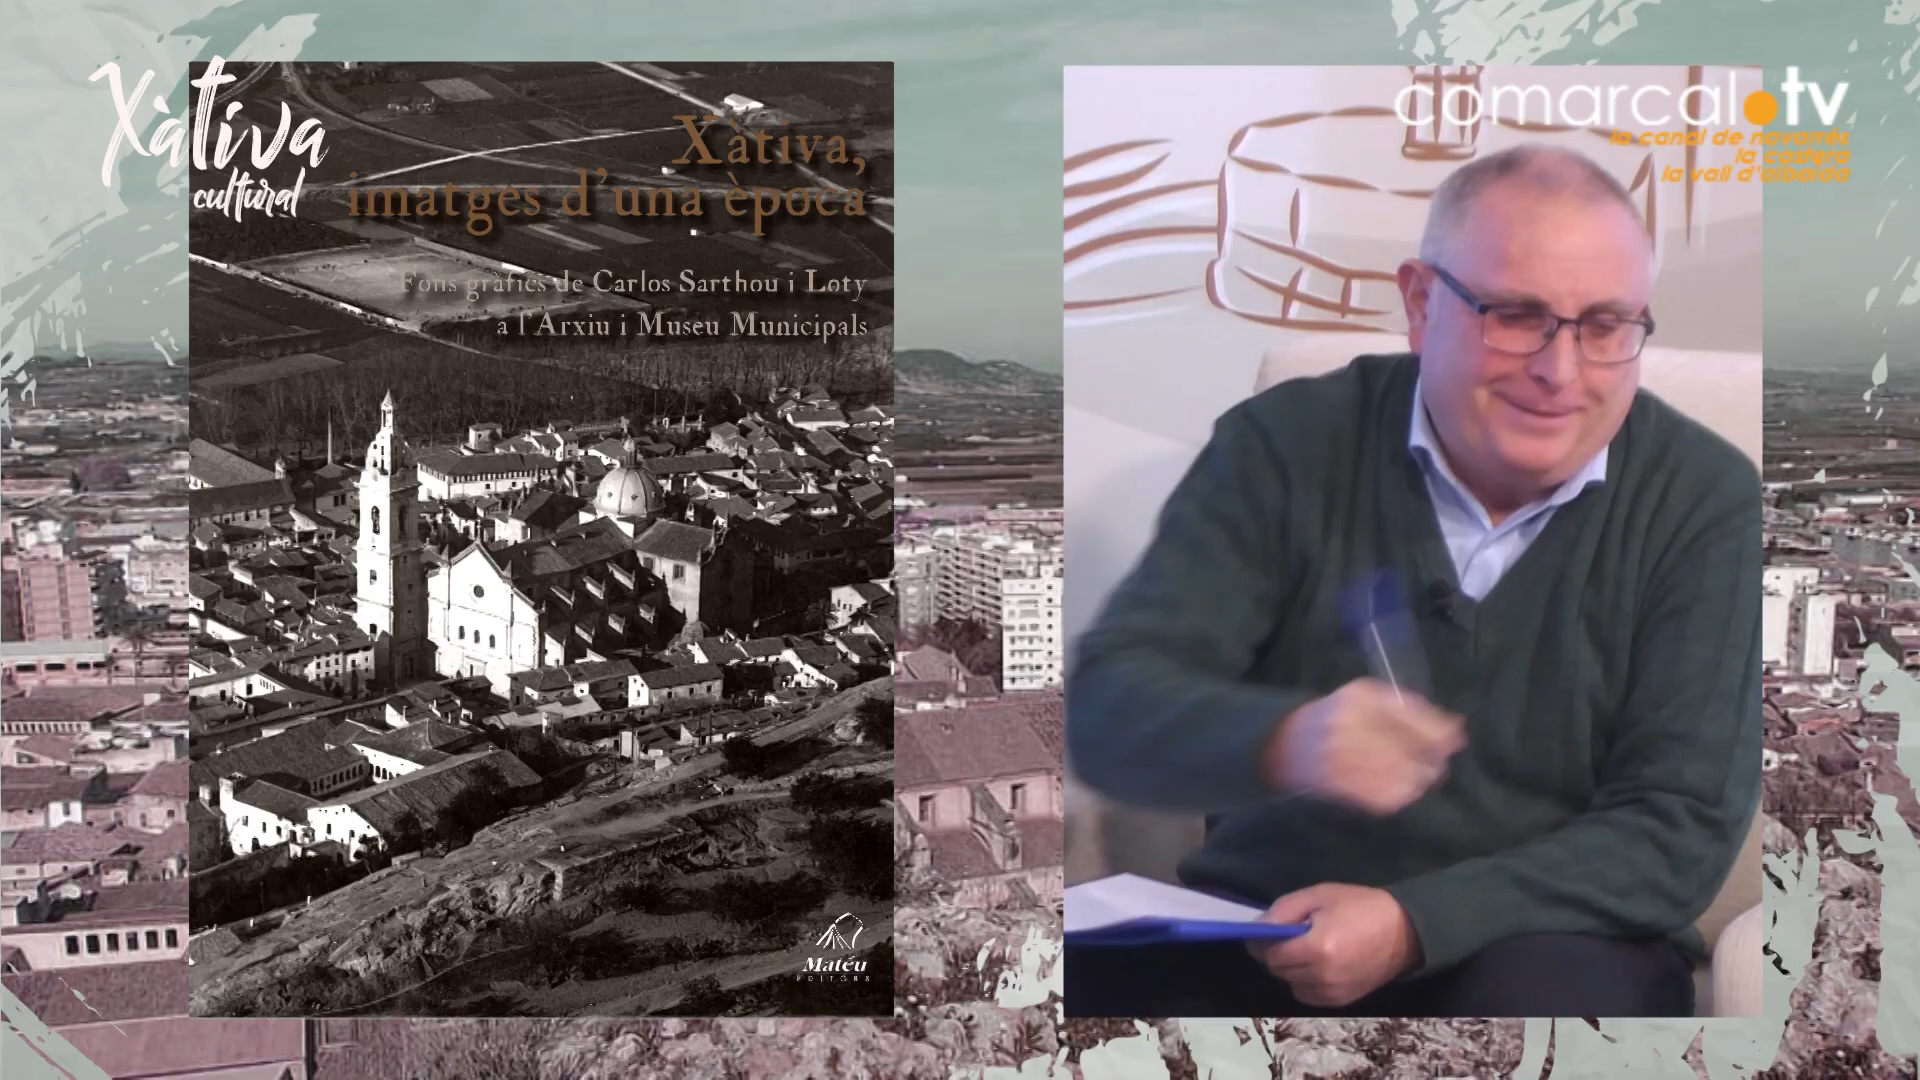 Xàtiva
cultural
Xàtiva,
imatges d'una època
Fons gràfics de Carlos Sarthou i Loty
a l'Arxiu i Museu Municipals
Matéu
EDITORS
comarcal.tv
la canal de navarrés
la costera
la vall d'albaida